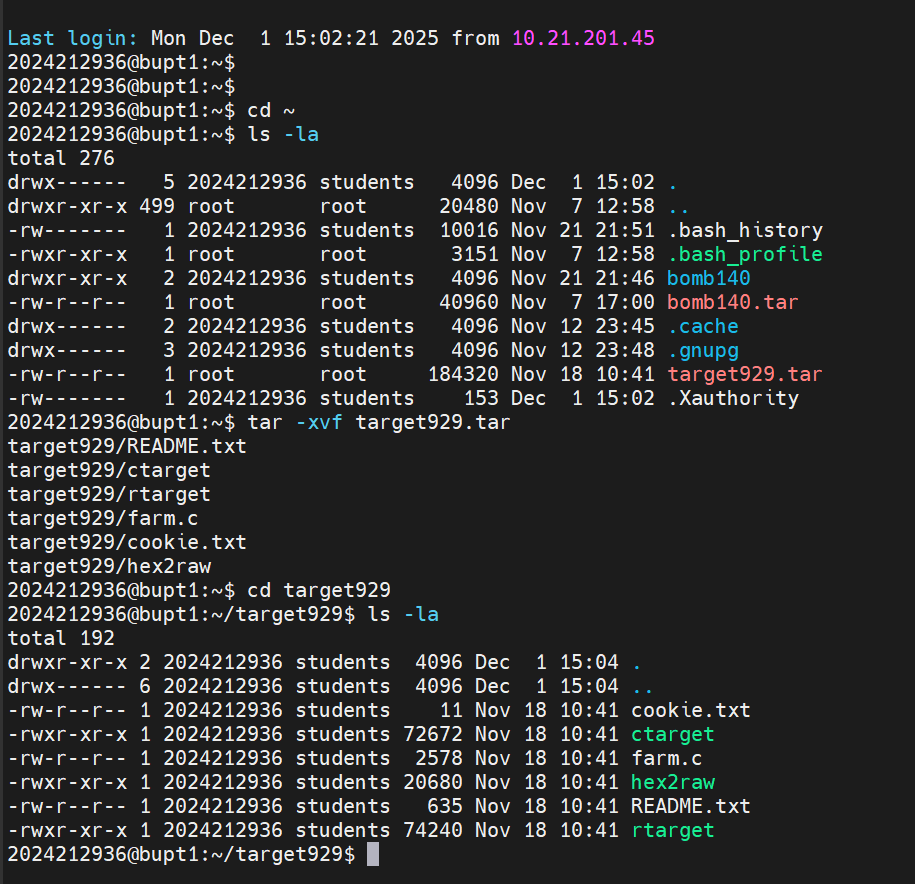 Last login: Mon Dec  1 15:02:21 2025 from 10.21.201.45
2024212936@bupt1:~$
2024212936@bupt1:~$
2024212936@bupt1:~$ cd ~
2024212936@bupt1:~$ ls -la
total 276
drwx------   5 2024212936 students   4096 Dec  1 15:02 .
drwxr-xr-x 499 root       root      20480 Nov  7 12:58 ..
-rw-------   1 2024212936 students  10016 Nov 21 21:51 .bash_history
-rwxr-xr-x   1 root       root       3151 Nov  7 12:58 .bash_profile
drwxr-xr-x   2 2024212936 students   4096 Nov 21 21:46 bomb140
-rw-r--r--   1 root       root      40960 Nov  7 17:00 bomb140.tar
drwx------   2 2024212936 students   4096 Nov 12 23:45 .cache
drwx------   3 2024212936 students   4096 Nov 12 23:48 .gnupg
-rw-r--r--   1 root       root     184320 Nov 18 10:41 target929.tar
-rw-------   1 2024212936 students    153 Dec  1 15:02 .Xauthority
2024212936@bupt1:~$ tar -xvf target929.tar
target929/README.txt
target929/ctarget
target929/rtarget
target929/farm.c
target929/cookie.txt
target929/hex2raw
2024212936@bupt1:~$ cd target929
2024212936@bupt1:~/target929$ ls -la
total 192
drwxr-xr-x 2 2024212936 students  4096 Dec  1 15:04 .
drwx------ 6 2024212936 students  4096 Dec  1 15:04 ..
-rw-r--r-- 1 2024212936 students    11 Nov 18 10:41 cookie.txt
-rwxr-xr-x 1 2024212936 students 72672 Nov 18 10:41 ctarget
-rw-r--r-- 1 2024212936 students  2578 Nov 18 10:41 farm.c
-rwxr-xr-x 1 2024212936 students 20680 Nov 18 10:41 hex2raw
-rw-r--r-- 1 2024212936 students   635 Nov 18 10:41 README.txt
-rwxr-xr-x 1 2024212936 students 74240 Nov 18 10:41 rtarget
2024212936@bupt1:~/target929$